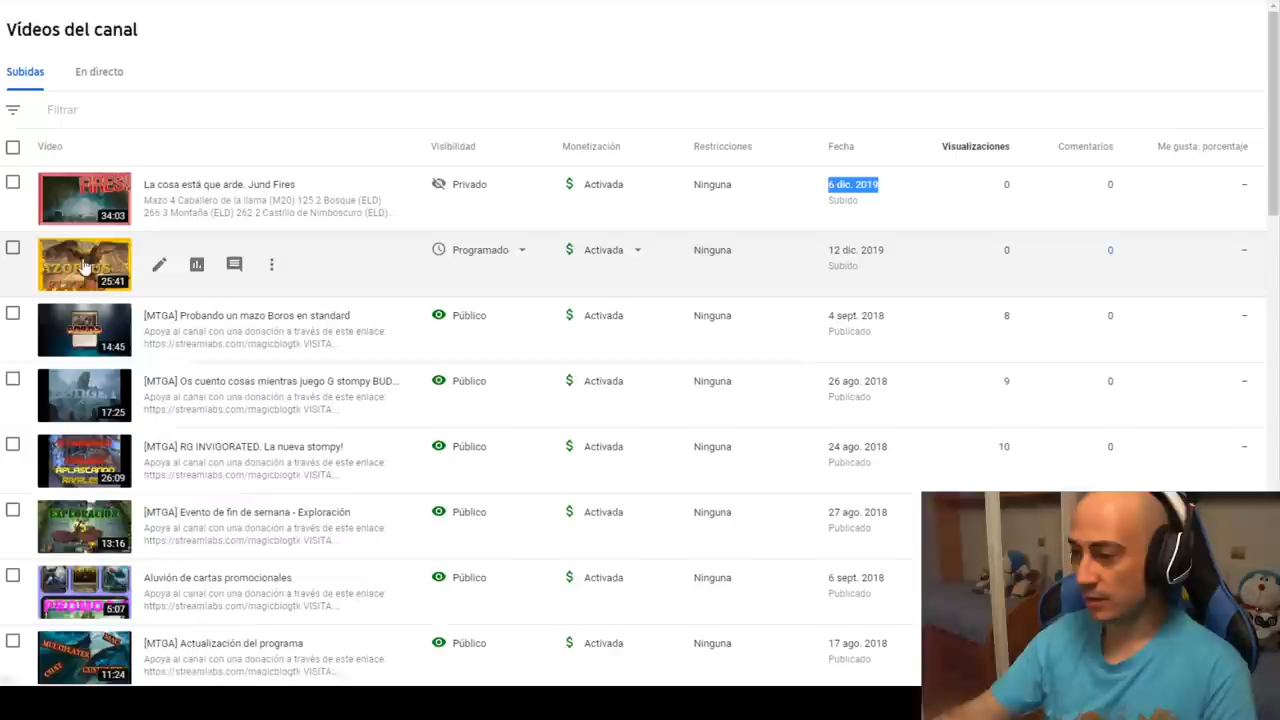 Vídeos del canal
Subidas En directo
Filtrar
Vídeo Visibilidad Monetización Restricciones Fecha Visualizaciones Comentarios Me gusta: porcentaje
FIRES!
34:03
La cosa está que arde. Jund Fires
Mazo 4 Caballero de la llama (M20) 125 2 Bosque (ELD)
266 3 Montaña (ELD) 262 2 Castillo de Nimboscuro (ELD)...
Privado Activada Ninguna 6 dic. 2019 0 0 –
Subido
25:41
Programado Activada Ninguna 12 dic. 2019 0 0 –
Subido
14:45
[MTGA] Probando un mazo Boros en standard
Apoya al canal con una donación a través de este enlace:
https://streamlabs.com/magicblogtk VISITA...
Público Activada Ninguna 4 sept. 2018 8 0 –
Publicado
BUDGET
17:25
[MTGA] Os cuento cosas mientras juego G stompy BUD...
Apoya al canal con una donación a través de este enlace:
https://streamlabs.com/magicblogtk VISITA...
Público Activada Ninguna 26 ago. 2018 9 0 –
Publicado
APLASTANDO
26:09
[MTGA] RG INVIGORATED. La nueva stompy!
Apoya al canal con una donación a través de este enlace:
https://streamlabs.com/magicblogtk VISITA...
Público Activada Ninguna 24 ago. 2018 10 0 –
Publicado
EXPLORACIÓN
13:16
[MTGA] Evento de fin de semana - Exploración
Apoya al canal con una donación a través de este enlace:
https://streamlabs.com/magicblogtk VISITA...
Público Activada Ninguna 27 ago. 2018
Publicado
5:07
Aluvión de cartas promocionales
Apoya al canal con una donación a través de este enlace:
https://streamlabs.com/magicblogtk VISITA...
Público Activada Ninguna 6 sept. 2018
Publicado
MULTIPLAYER
CHAT
11:24
[MTGA] Actualización del programa
Apoya al canal con una donación a través de este enlace:
https://streamlabs.com/magicblogtk VISITA...
Público Activada Ninguna 17 ago. 2018
Publicado